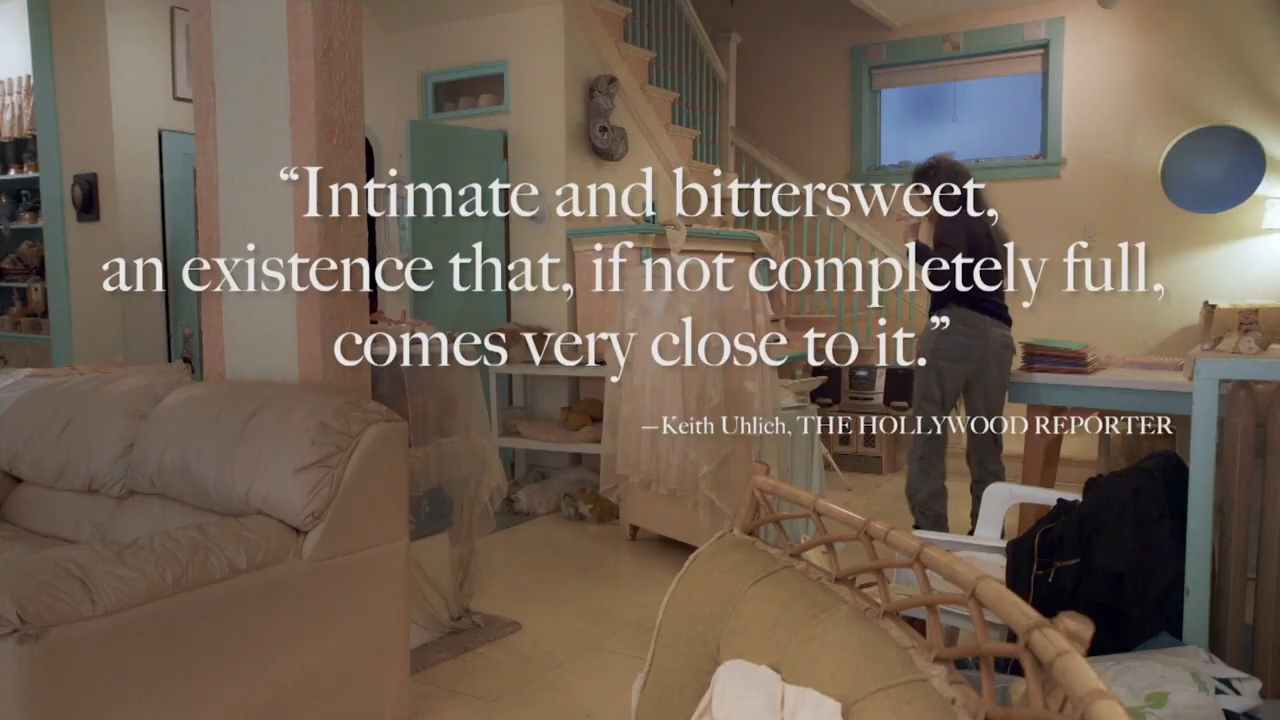 “Intimate and bittersweet,
an existence that, if not completely full,
comes very close to it.”
—Keith Uhlich, THE HOLLYWOOD REPORTER